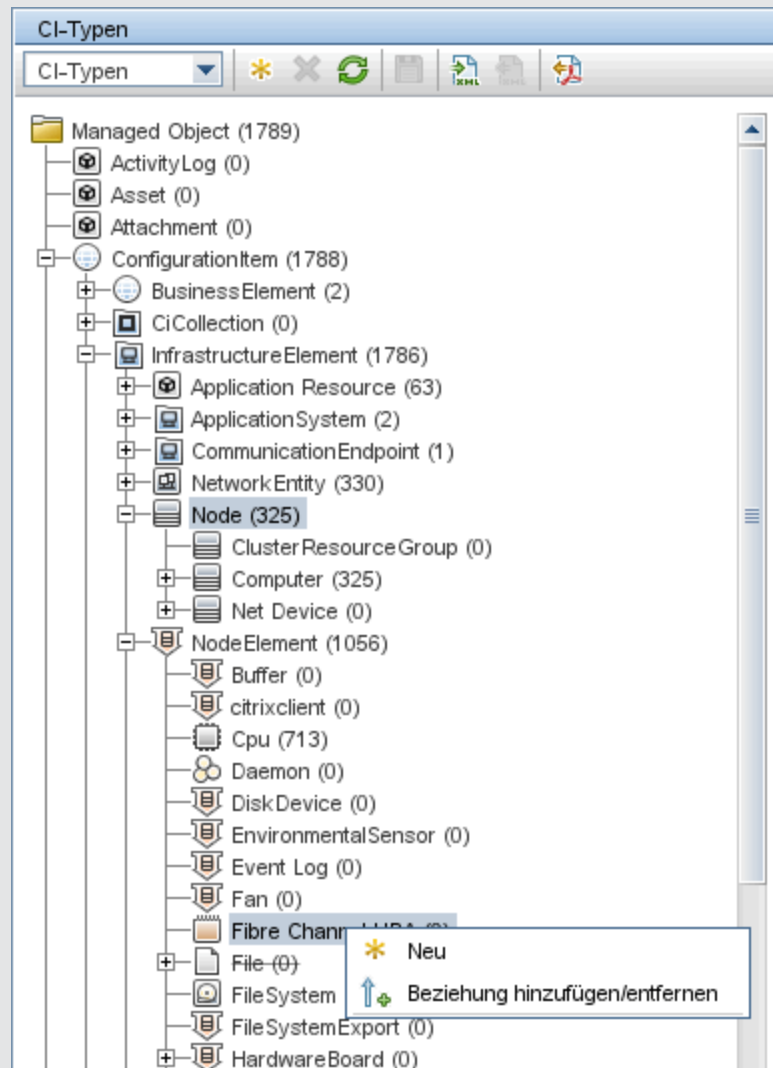 CI-Typen
CI-Typen
XML
Managed Object (1789)
ActivityLog (0)
Asset (0)
Attachment (0)
ConfigurationItem (1788)
BusinessElement (2)
CiCollection (0)
InfrastructureElement (1786)
Application Resource (63)
ApplicationSystem (2)
CommunicationEndpoint (1)
NetworkEntity (330)
Node (325)
ClusterResourceGroup (0)
Computer (325)
Net Device (0)
NodeElement (1056)
Buffer (0)
citrixclient (0)
Cpu (713)
Daemon (0)
DiskDevice (0)
EnvironmentalSensor (0)
Event Log (0)
Fan (0)
Fibre
Neu
File (0)
Beziehung hinzufügen/entfernen
FileSystem
FileSystemExport (0)
HardwareBoard (0)